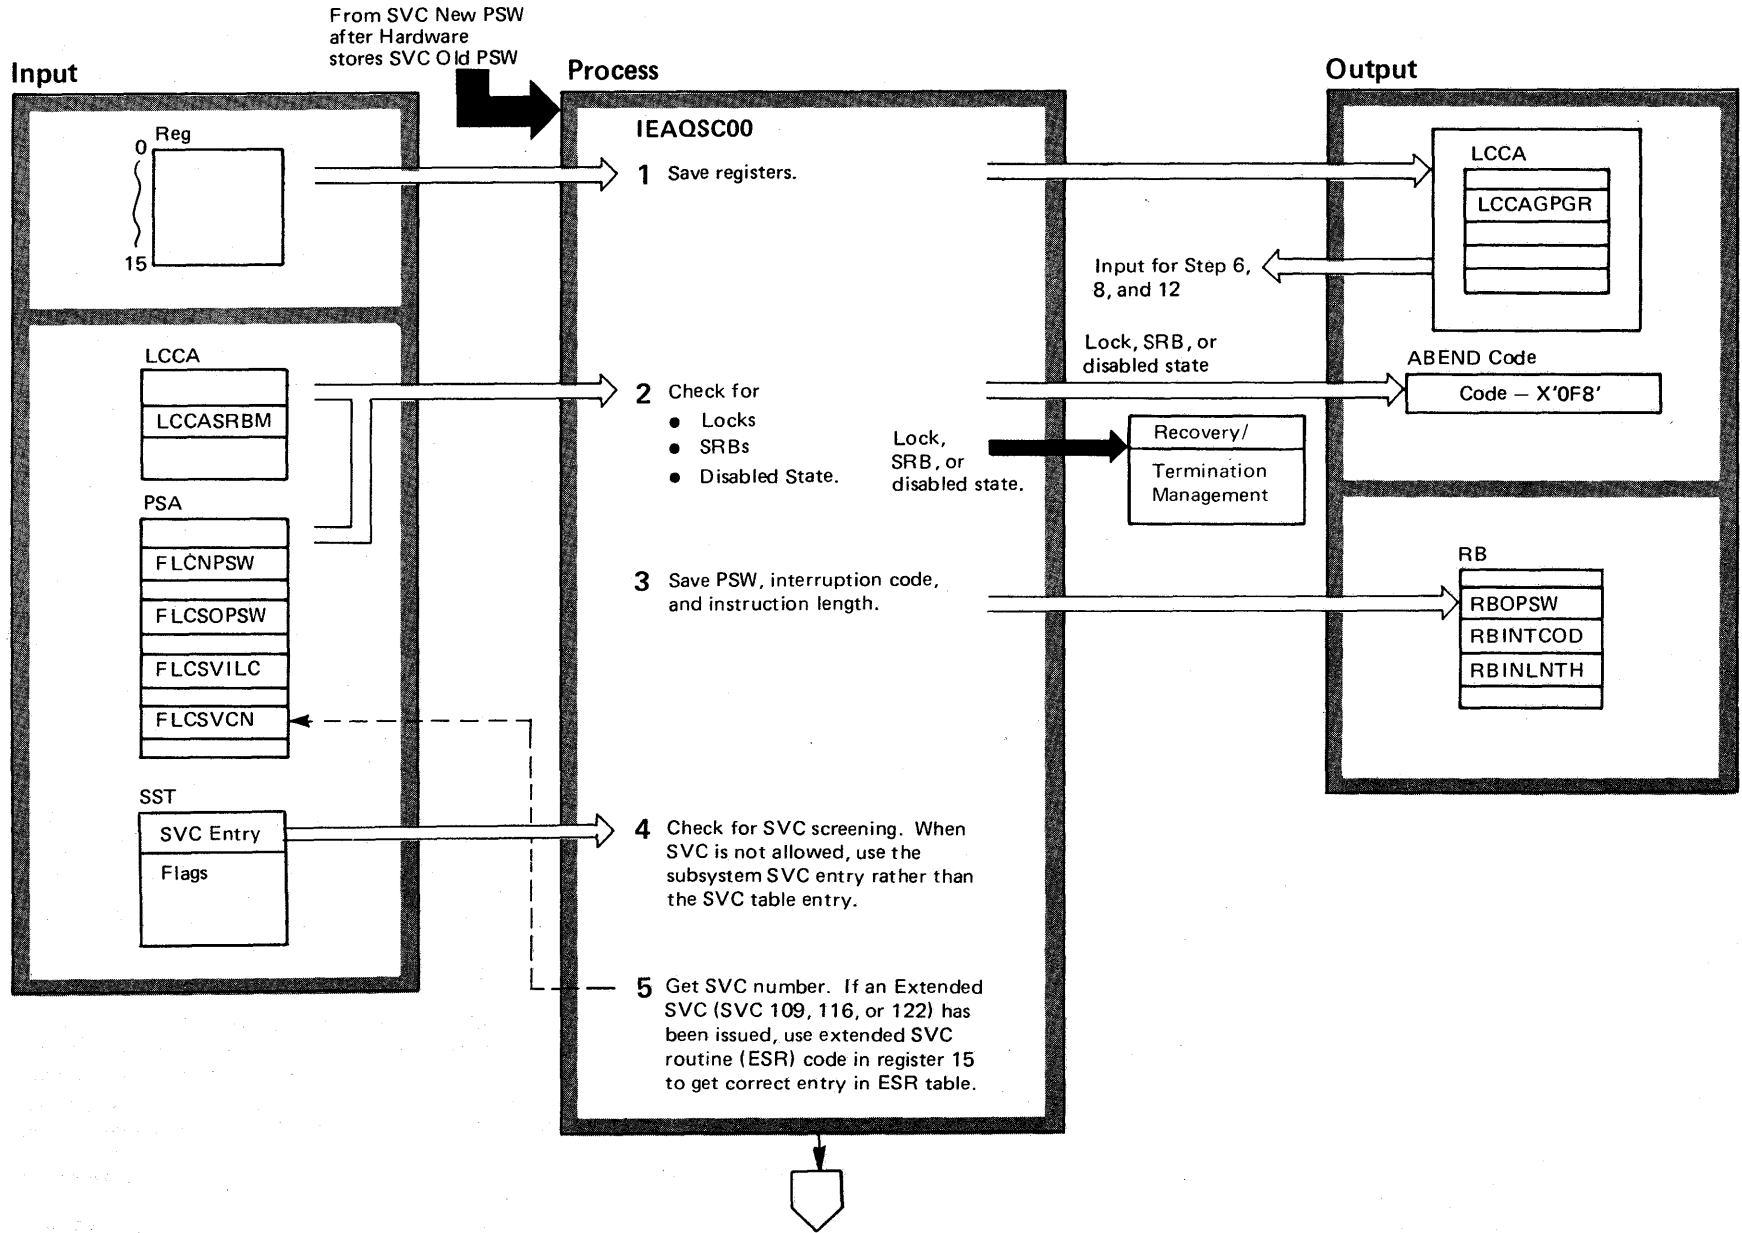 From SVC New PSW
after Hardware
stores SVC Old PSW
Input
Process
Output
Reg
0
15
LCCA
LCCASRBM
PSA
FLCNPSW
FLCSOPSW
FLCSVILC
FLCSVCN
SST
SVC Entry
Flags
IEAQSC00
1 Save registers.
2 Check for
● Locks
● SRBs
● Disabled State.
Lock,
SRB, or
disabled state.
3 Save PSW, interruption code,
and instruction length.
4 Check for SVC screening. When
SVC is not allowed, use the
subsystem SVC entry rather than
the SVC table entry.
5 Get SVC number. If an Extended
SVC (SVC 109, 116, or 122) has
been issued, use extended SVC
routine (ESR) code in register 15
to get correct entry in ESR table.
LCCA
LCCAGPGR
Input for Step 6,
8, and 12
Lock, SRB, or
disabled state
ABEND Code
Code — X'0F8'
Recovery/
Termination
Management
RB
RBOPSW
RBINTCOD
RBINLNTH